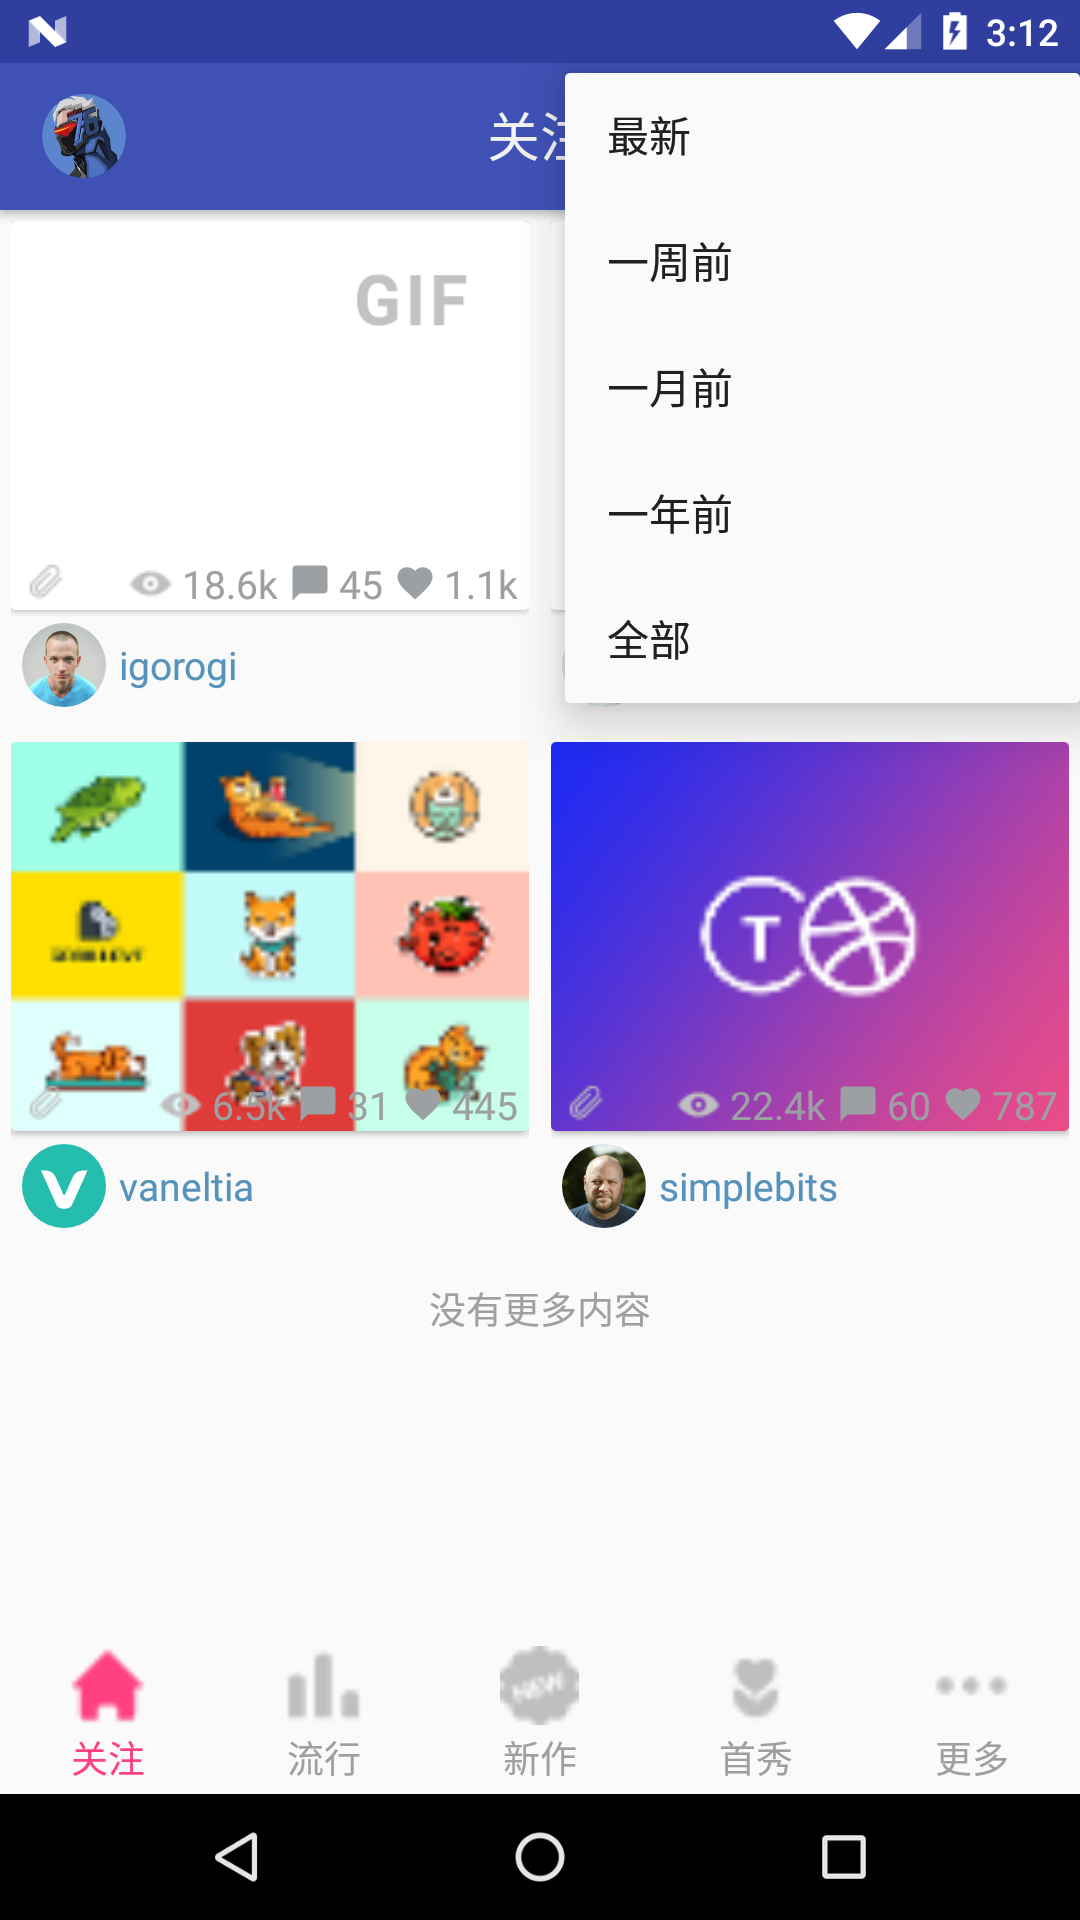 3:12
关注
最新
一周前
一月前
一年前
全部
GIF
18.6k 45 1.1k
igorogi
6.5k 31 445
T
22.4k 60 787
vaneltia
simplebits
没有更多内容
NEW
关注 流行 新作 首秀 更多